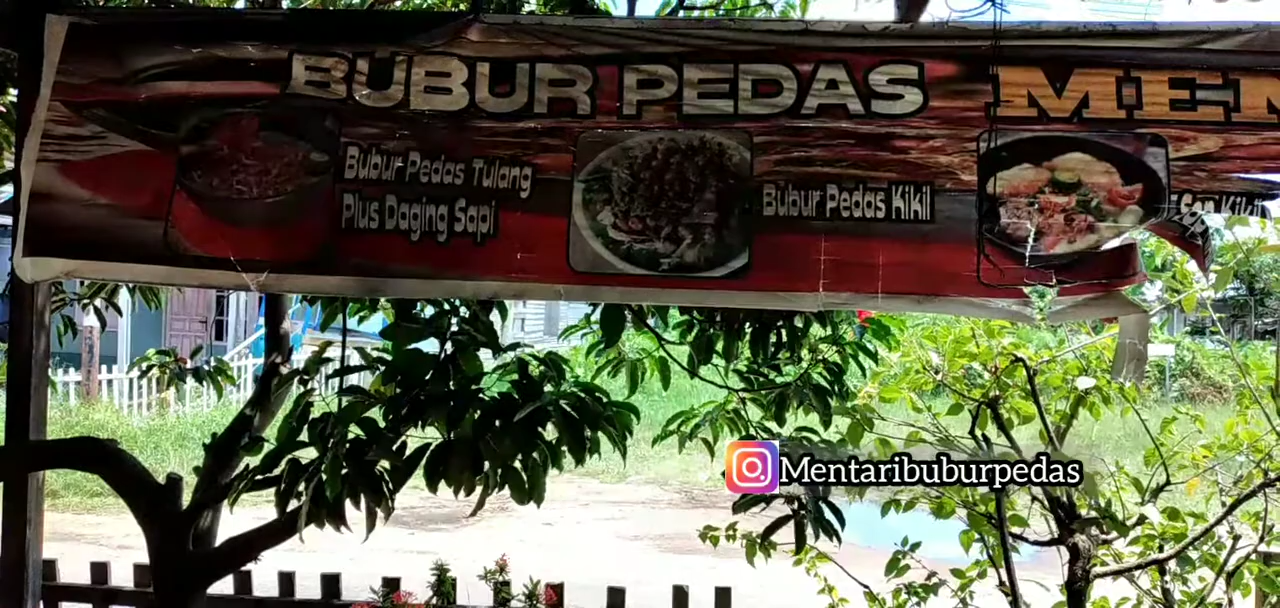 BUBUR PEDAS
Bubur Pedas Tulang
Plus Daging Sapi
Bubur Pedas Kikil
Mentaribuburpedas